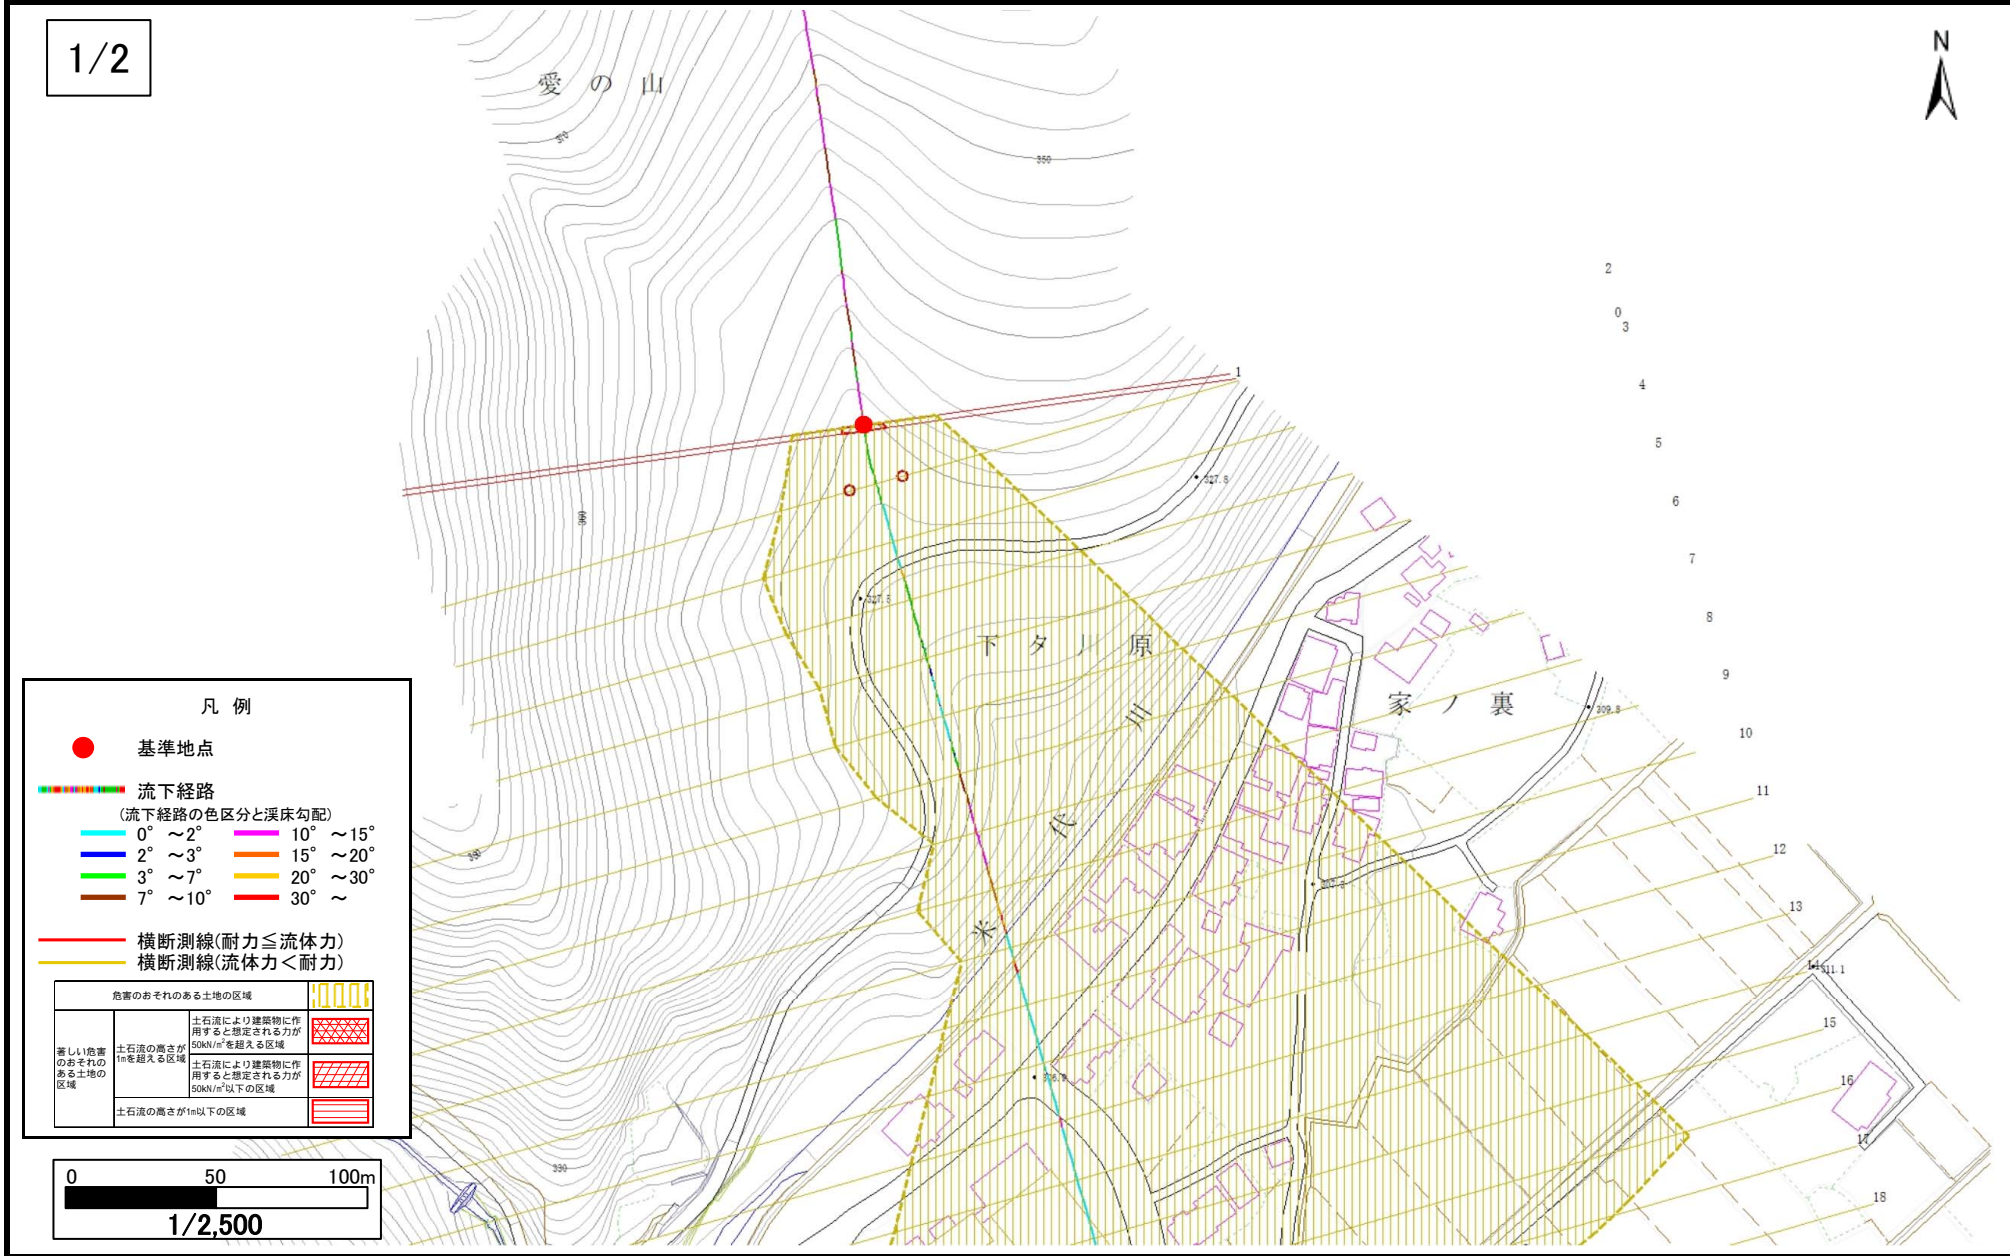 1/2
N
愛の山
370
350
2
0
3
1
4
5
6
7
8
9
10
11
12
13
14
15
16
17
18
327.8
360
327.5
下タ川原
家ノ裏
309.8
米代川
311.1
330
凡 例
基準地点
流下経路
(流下経路の色区分と渓床勾配)
0° ～2° 10° ～15°
2° ～3° 15° ～20°
3° ～7° 20° ～30°
7° ～10° 30° ～
横断測線(耐力≦流体力)
横断測線(流体力＜耐力)
危害のおそれのある土地の区域
著しい危害
のおそれの
ある土地の
区域
土石流の高さが
1mを超える区域
土石流により建築物に作
用すると想定される力が
50kN/m²を超える区域
土石流により建築物に作
用すると想定される力が
50kN/m²以下の区域
土石流の高さが1m以下の区域
0 50 100m
1/2,500